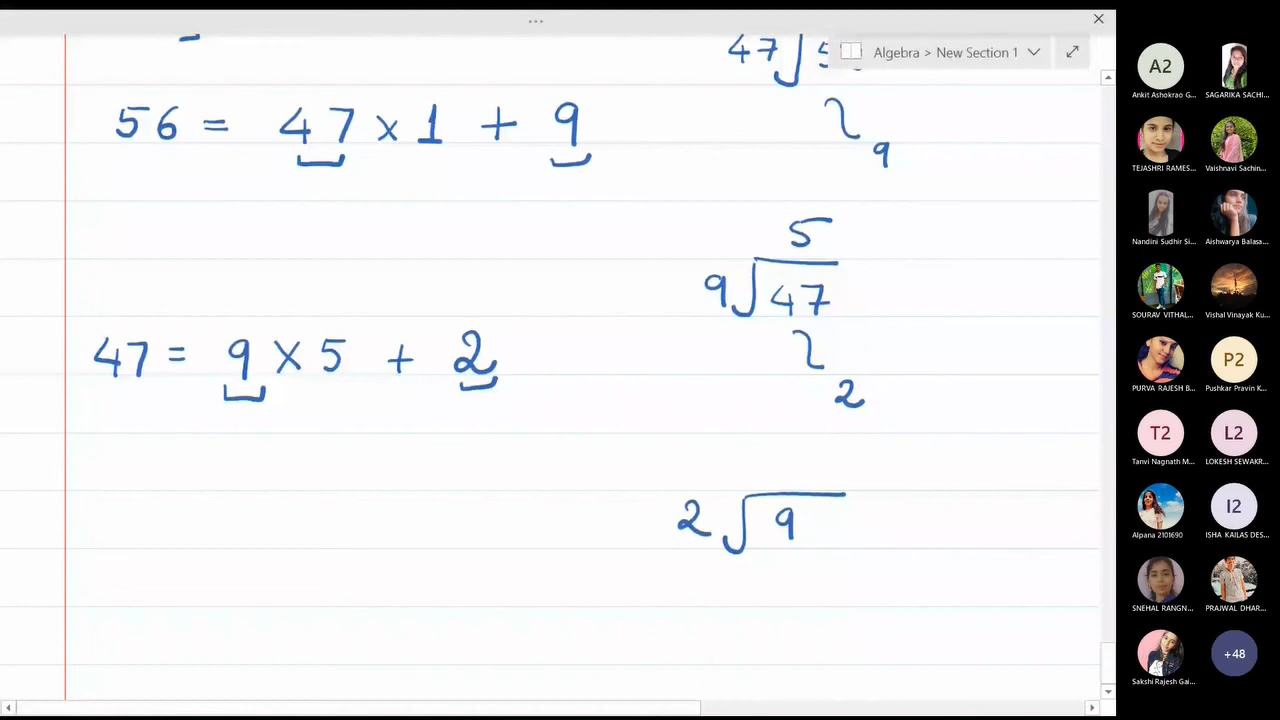 Algebra > New Section 1
47
56 = 47 x 1 + 9
9
5
9 47
47 = 9 x 5 + 2
2
2 9
A2
Ankit Ashokrao G... SAGARIKA SACHI...
TEJASHRI RAMES... Vaishnavi Sachin...
Nandini Sudhir Si... Aishwarya Balasa...
SOURAV VITHAL... Vishal Vinayak Ku...
P2
PURVA RAJESH B... Pushkar Pravin K...
T2 L2
Tanvi Nagnath M... LOKESH SEWAKR...
I2
Alpana 2101690 ISHA KAILAS DES...
SNEHAL RANGN... PRAJWAL DHAR...
+48
Sakshi Rajesh Gai...